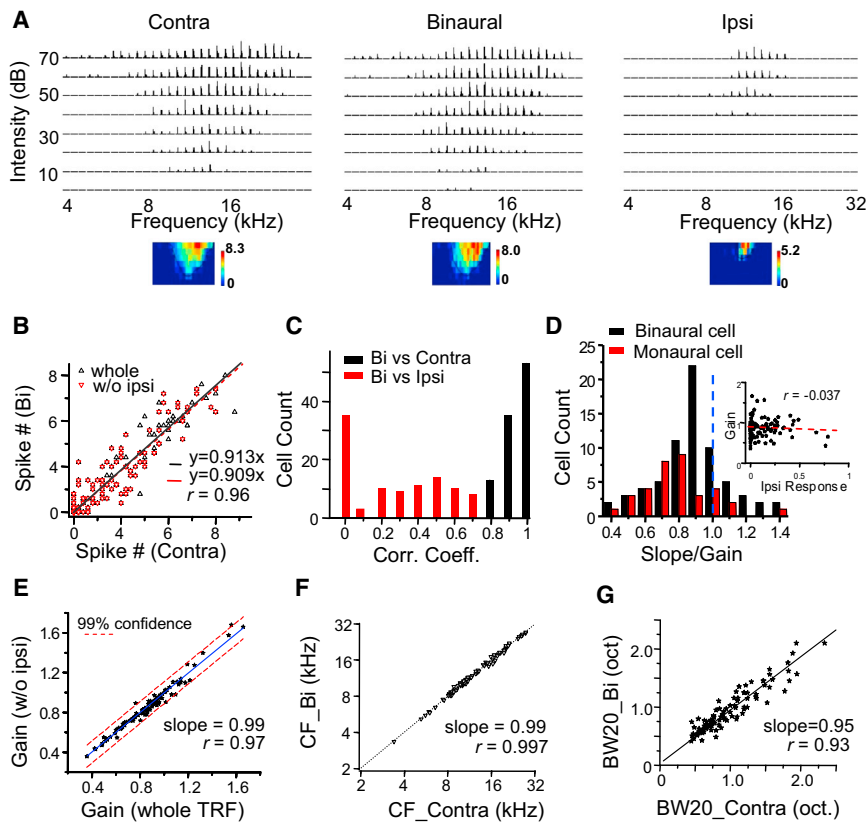 A
Contra
Binaural
Ipsi
Intensity (dB)
70
50
30
10
4 8 16
4 8 16
4 8 16 32
Frequency (kHz)
Frequency (kHz)
Frequency (kHz)
8.3
0
8.0
0
5.2
0
B
Spike # (Bi)
8
4
0
whole
w/o ipsi
y=0.913x
y=0.909x
r = 0.96
0 4 8
Spike # (Contra)
C
Cell Count
50
40
20
0
Bi vs Contra
Bi vs Ipsi
0 0.2 0.4 0.6 0.8 1
Corr. Coeff.
D
Binaural cell
Monaural cell
Cell Count
25
20
15
10
5
0
0.4 0.6 0.8 1.0 1.2 1.4
Slope/Gain
r = -0.037
Gain
2
1
0
0 0.5 1
Ipsi Response
E
Gain (w/o ipsi)
1.6
1.2
0.8
0.4
99% confidence
slope = 0.99
r = 0.97
0.4 0.8 1.2 1.6
Gain (whole TRF)
F
CF_Bi (kHz)
32
16
8
4
2
slope = 0.99
r = 0.997
2 4 8 16 32
CF_Contra (kHz)
G
BW20_Bi (oct)
2.0
1.0
0
slope=0.95
r = 0.93
0 1.0 2.0
BW20_Contra (oct.)